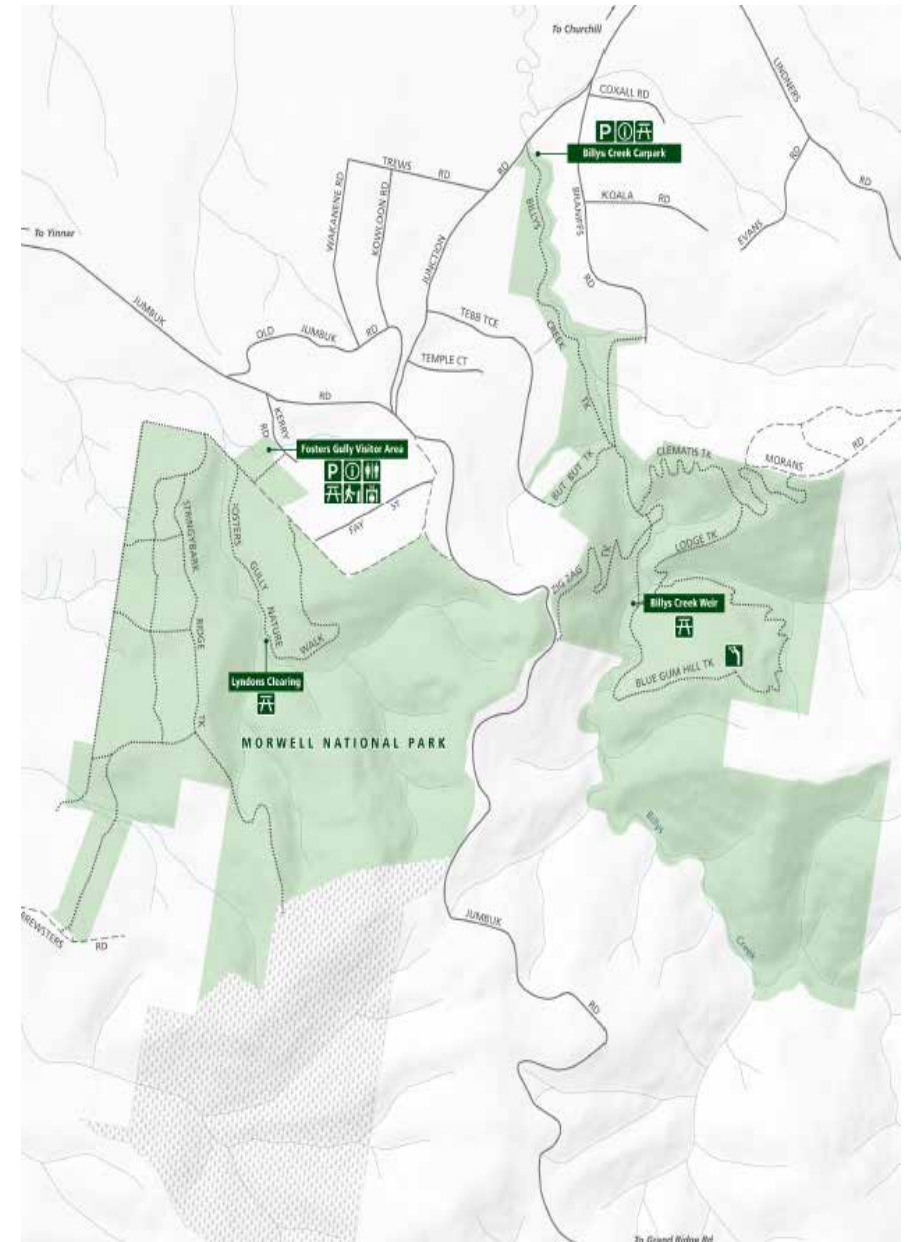 To Churchill
COXALL RD
LINDNERS
RD
P
Billys Creek Carpark
TREWS RD
RD
WAKANENE RD
KOWLOON RD
JUNCTION
BILLYS
CREEK
TK
BRANIFFS
RD
KOALA RD
EVANS
RD
To Yinnar
JUMBUK
RD
OLD JUMBUK RD
TEBB TCE
TEMPLE CT
KERRY
RD
Fosters Gully Visitor Area
P
FAY ST
BUT BUT TK
CLEMATIS TK
MORANS
RD
STRINGYBARK
RIDGE
TK
FOSTERS
GULLY
NATURE
WALK
LODGE TK
ZIG ZAG
TK
Billys Creek Weir
Lyndons Clearing
BLUE GUM HILL TK
MORWELL NATIONAL PARK
Billys
Creek
JUMBUK
RD
RD
To Grand Ridge Rd